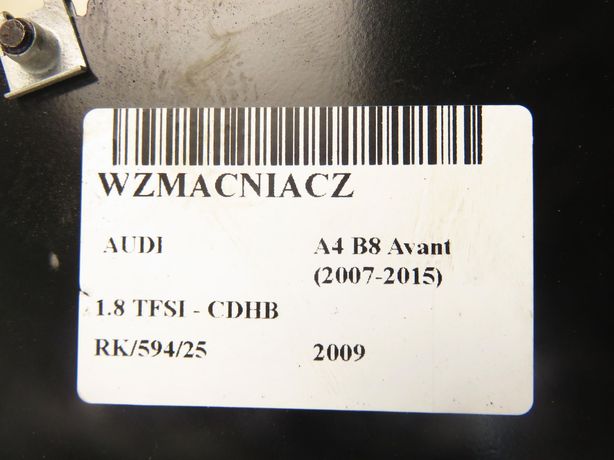 WZMACNIACZ
AUDI A4 B8 Avant
(2007-2015)
1.8 TFSI - CDHB
RK/594/25 2009